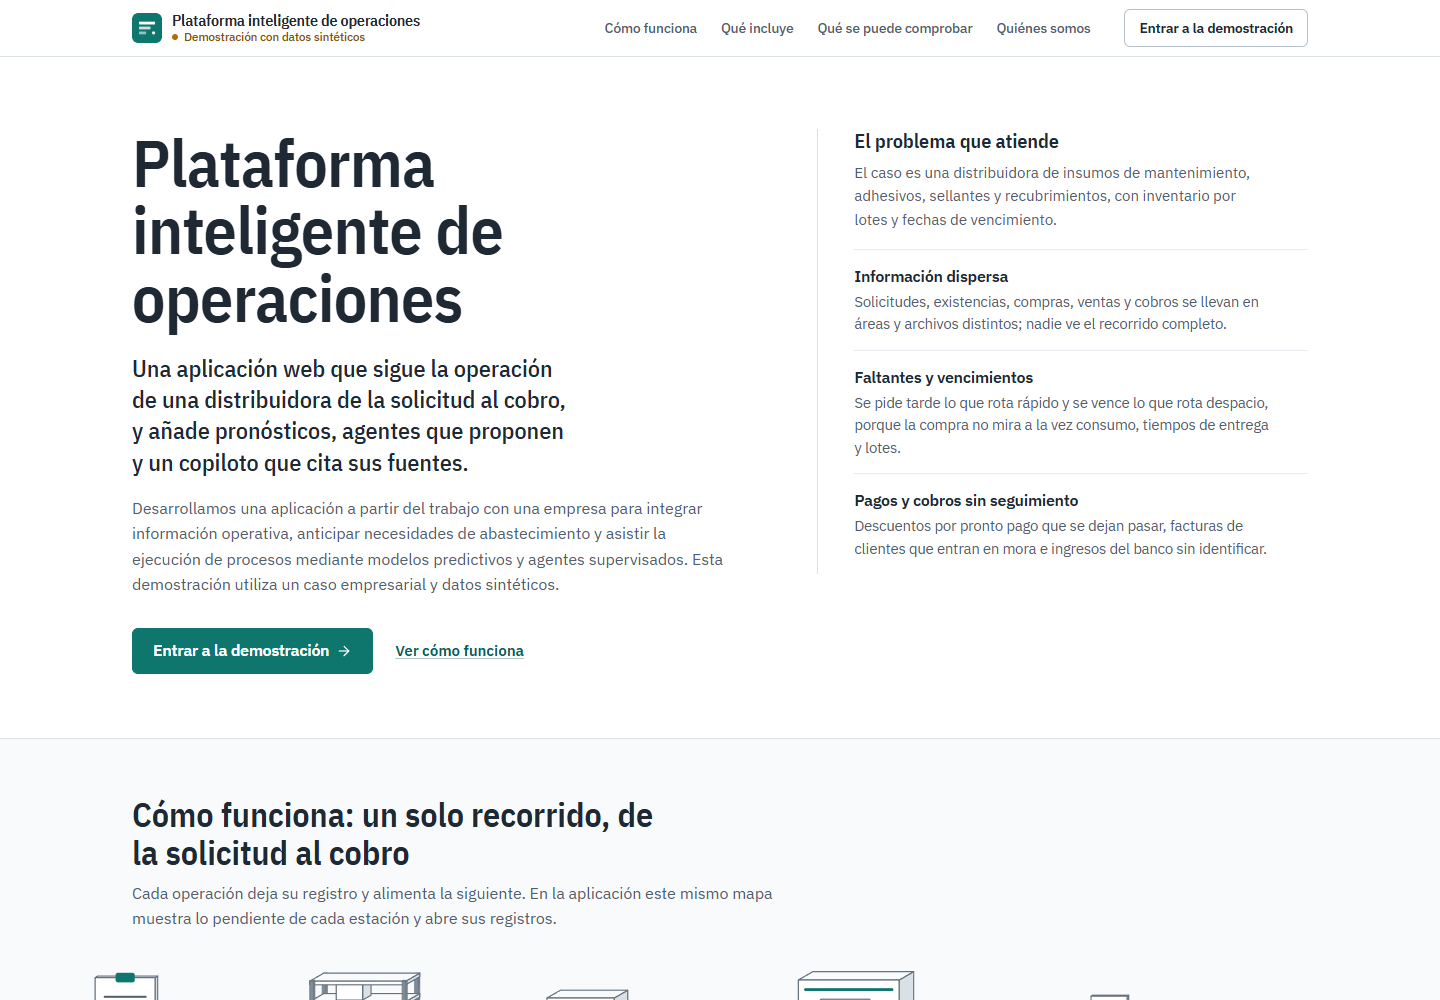 Plataforma inteligente de operaciones
Demostración con datos sintéticos
Cómo funciona
Qué incluye
Qué se puede comprobar
Quiénes somos
Entrar a la demostración
Plataforma
inteligente de
operaciones
Una aplicación web que sigue la operación
de una distribuidora de la solicitud al cobro,
y añade pronósticos, agentes que proponen
y un copiloto que cita sus fuentes.
Desarrollamos una aplicación a partir del trabajo con una empresa para integrar
información operativa, anticipar necesidades de abastecimiento y asistir la
ejecución de procesos mediante modelos predictivos y agentes supervisados. Esta
demostración utiliza un caso empresarial y datos sintéticos.
Entrar a la demostración →
Ver cómo funciona
El problema que atiende
El caso es una distribuidora de insumos de mantenimiento,
adhesivos, sellantes y recubrimientos, con inventario por
lotes y fechas de vencimiento.
Información dispersa
Solicitudes, existencias, compras, ventas y cobros se llevan en
áreas y archivos distintos; nadie ve el recorrido completo.
Faltantes y vencimientos
Se pide tarde lo que rota rápido y se vence lo que rota despacio,
porque la compra no mira a la vez consumo, tiempos de entrega
y lotes.
Pagos y cobros sin seguimiento
Descuentos por pronto pago que se dejan pasar, facturas de
clientes que entran en mora e ingresos del banco sin identificar.
Cómo funciona: un solo recorrido, de
la solicitud al cobro
Cada operación deja su registro y alimenta la siguiente. En la aplicación este mismo mapa
muestra lo pendiente de cada estación y abre sus registros.